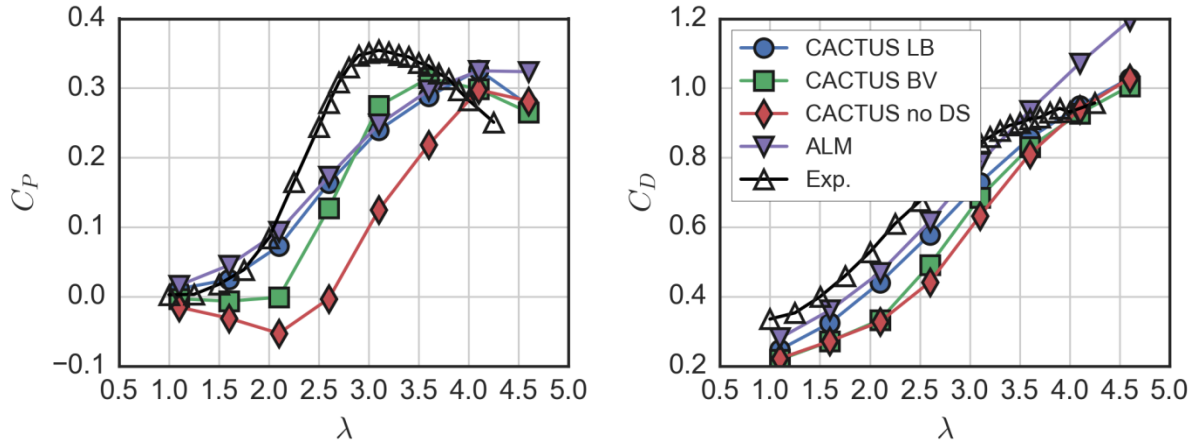 0.4
0.3
0.2
0.1
0.0
−0.1
C_P
0.5 1.0 1.5 2.0 2.5 3.0 3.5 4.0 4.5 5.0
λ
1.2
1.0
0.8
0.6
0.4
0.2
C_D
CACTUS LB
CACTUS BV
CACTUS no DS
ALM
Exp.
0.5 1.0 1.5 2.0 2.5 3.0 3.5 4.0 4.5 5.0
λ